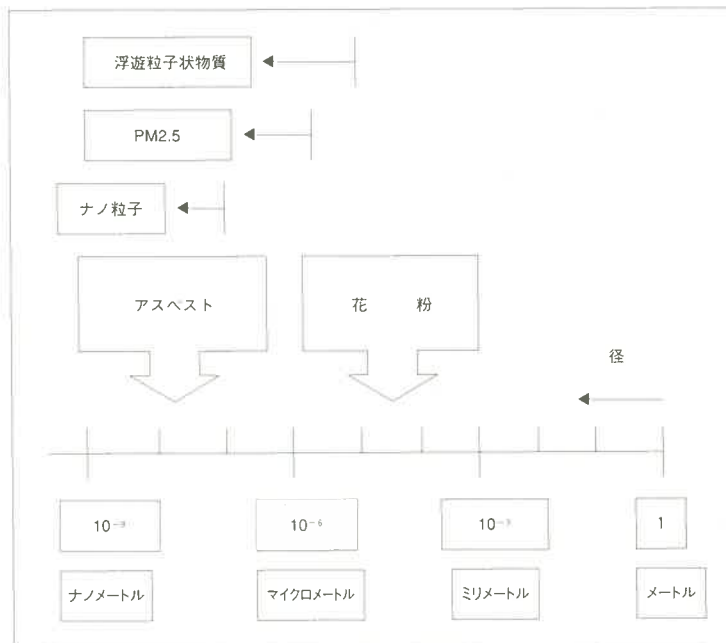 浮遊粒子状物質
PM2.5
ナノ粒子
アスベスト
花 粉
径
10⁻⁹ 10⁻⁶ 10⁻³ 1
ナノメートル マイクロメートル ミリメートル メートル